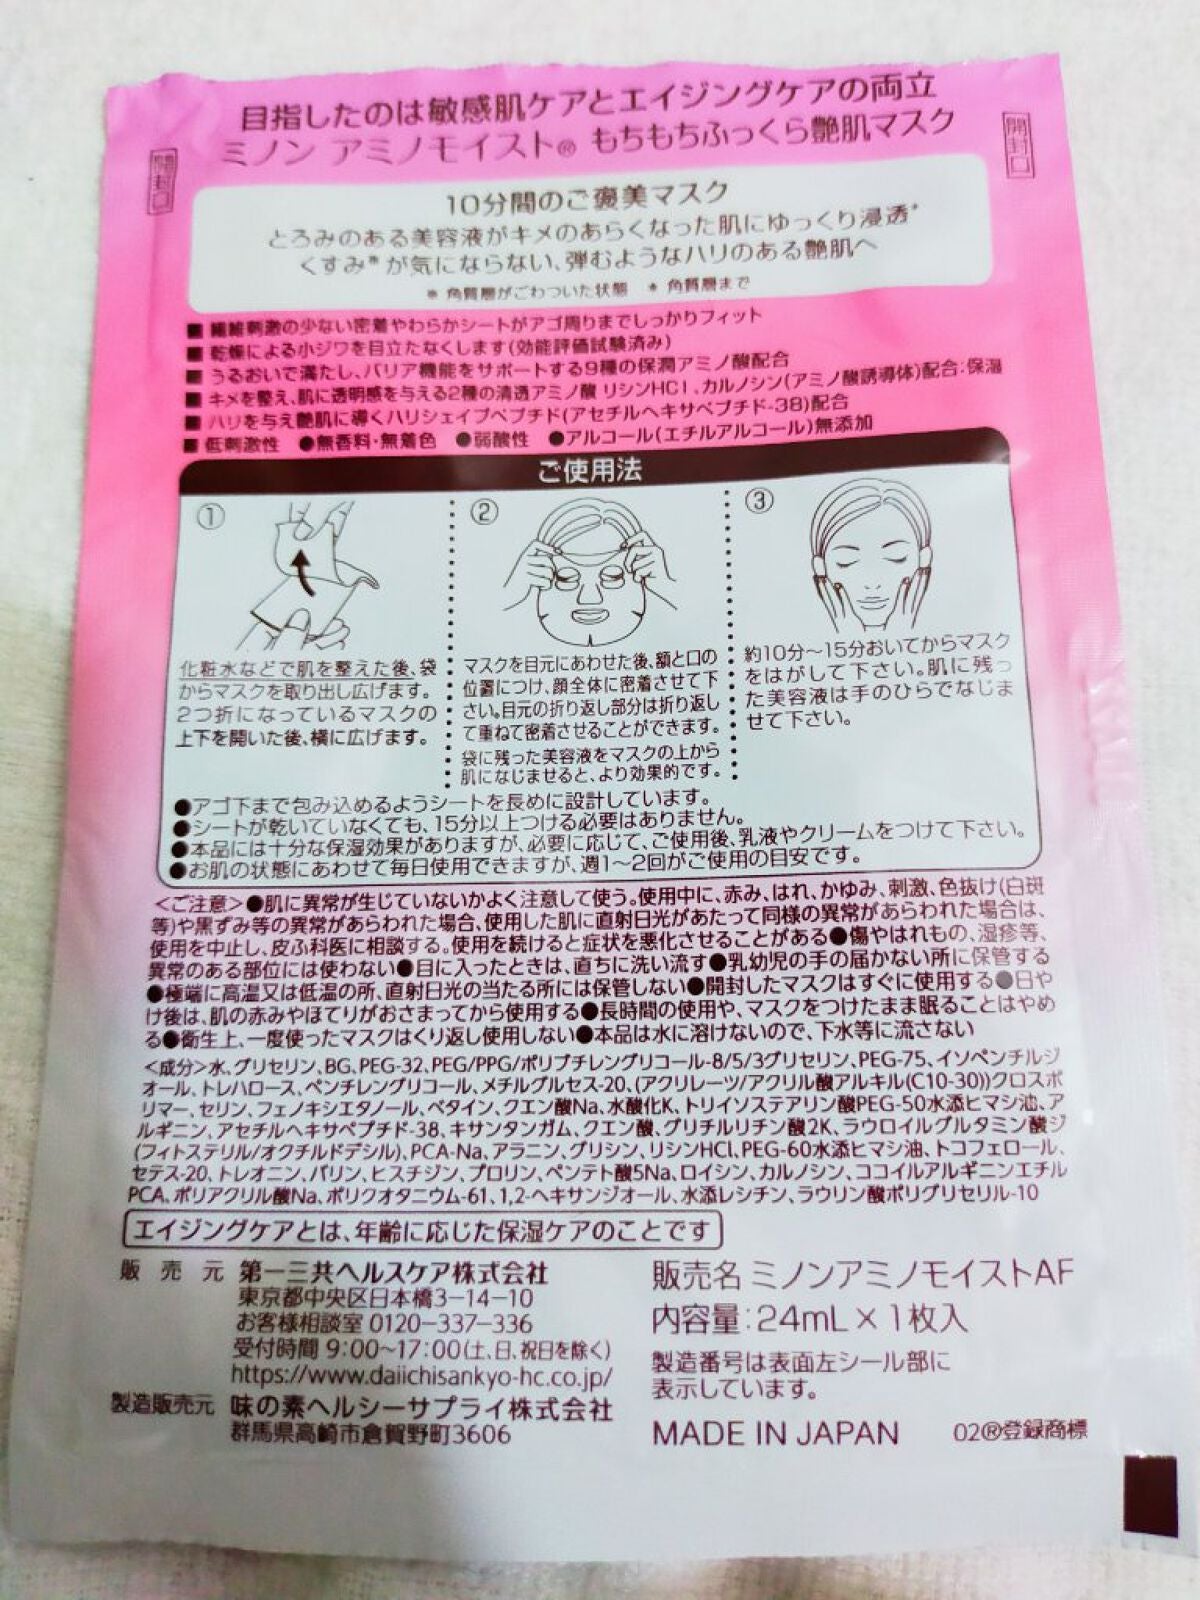 目指したのは敏感肌ケアとエイジングケアの両立
ミノン アミノモイスト® もちもちふっくら艶肌マスク
開封口
開封口
10分間のご褒美マスク
とろみのある美容液がキメのあらくなった肌にゆっくり浸透*
くすみ※が気にならない、弾むようなハリのある艶肌へ
※ 角質層がごわついた状態 * 角質層まで
■ 繊維刺激の少ない密着やわらかシートがアゴ周りまでしっかりフィット
■ 乾燥による小ジワを目立たなくします(効能評価試験済み)
■ うるおいで満たし、バリア機能をサポートする9種の保潤アミノ酸配合
■ キメを整え、肌に透明感を与える2種の清透アミノ酸 リシンHCl、カルノシン(アミノ酸誘導体)配合:保湿
■ ハリを与え艶肌に導くハリシェイプペプチド(アセチルヘキサペプチド-38)配合
■ 低刺激性 ●無香料・無着色 ●弱酸性 ●アルコール(エチルアルコール)無添加
ご使用法
①
化粧水などで肌を整えた後、袋
からマスクを取り出し広げます。
2つ折になっているマスクの
上下を開いた後、横に広げます。
②
マスクを目元にあわせた後、額と口の
位置につけ、顔全体に密着させて下
さい。目元の折り返し部分は折り返し
て重ねて密着させることができます。
袋に残った美容液をマスクの上から
肌になじませると、より効果的です。
③
約10分～15分おいてからマスク
をはがして下さい。肌に残っ
た美容液は手のひらでなじま
せて下さい。
●アゴ下まで包み込めるようシートを長めに設計しています。
●シートが乾いていなくても、15分以上つける必要はありません。
●本品には十分な保湿効果がありますが、必要に応じて、ご使用後、乳液やクリームをつけて下さい。
●お肌の状態にあわせて毎日使用できますが、週1～2回がご使用の目安です。
＜ご注意＞●肌に異常が生じていないかよく注意して使う。使用中に、赤み、はれ、かゆみ、刺激、色抜け(白斑
等)や黒ずみ等の異常があらわれた場合、使用した肌に直射日光があたって同様の異常があらわれた場合は、
使用を中止し、皮ふ科医に相談する。使用を続けると症状を悪化させることがある●傷やはれもの、湿疹等、
異常のある部位には使わない●目に入ったときは、直ちに洗い流す●乳幼児の手の届かない所に保管する
●極端に高温又は低温の所、直射日光の当たる所には保管しない●開封したマスクはすぐに使用する●日や
け後は、肌の赤みやほてりがおさまってから使用する●長時間の使用や、マスクをつけたまま眠ることはやめ
る●衛生上、一度使ったマスクはくり返し使用しない●本品は水に溶けないので、下水等に流さない
＜成分＞水、グリセリン、BG、PEG-32、PEG/PPG/ポリブチレングリコール-8/5/3グリセリン、PEG-75、イソペンチルジ
オール、トレハロース、ペンチレングリコール、メチルグルセス-20、(アクリレーツ/アクリル酸アルキル(C10-30))クロスポ
リマー、セリン、フェノキシエタノール、ベタイン、クエン酸Na、水酸化K、トリイソステアリン酸PEG-50水添ヒマシ油、ア
ルギニン、アセチルヘキサペプチド-38、キサンタンガム、クエン酸、グリチルリチン酸2K、ラウロイルグルタミン酸ジ
(フィトステリル/オクチルドデシル)、PCA-Na、アラニン、グリシン、リシンHCl、PEG-60水添ヒマシ油、トコフェロール、
セテス-20、トレオニン、バリン、ヒスチジン、プロリン、ペンテト酸5Na、ロイシン、カルノシン、ココイルアルギニンエチル
PCA、ポリアクリル酸Na、ポリクオタニウム-61、1,2-ヘキサンジオール、水添レシチン、ラウリン酸ポリグリセリル-10
エイジングケアとは、年齢に応じた保湿ケアのことです
販売元 第一三共ヘルスケア株式会社
東京都中央区日本橋3-14-10
お客様相談室 0120-337-336
受付時間 9:00～17:00(土、日、祝日を除く)
https://www.daiichisankyo-hc.co.jp/
製造販売元 味の素ヘルシーサプライ株式会社
群馬県高崎市倉賀野町3606
販売名 ミノンアミノモイストAF
内容量:24mL×1枚入
製造番号は表面左シール部に
表示しています。
MADE IN JAPAN 02®登録商標